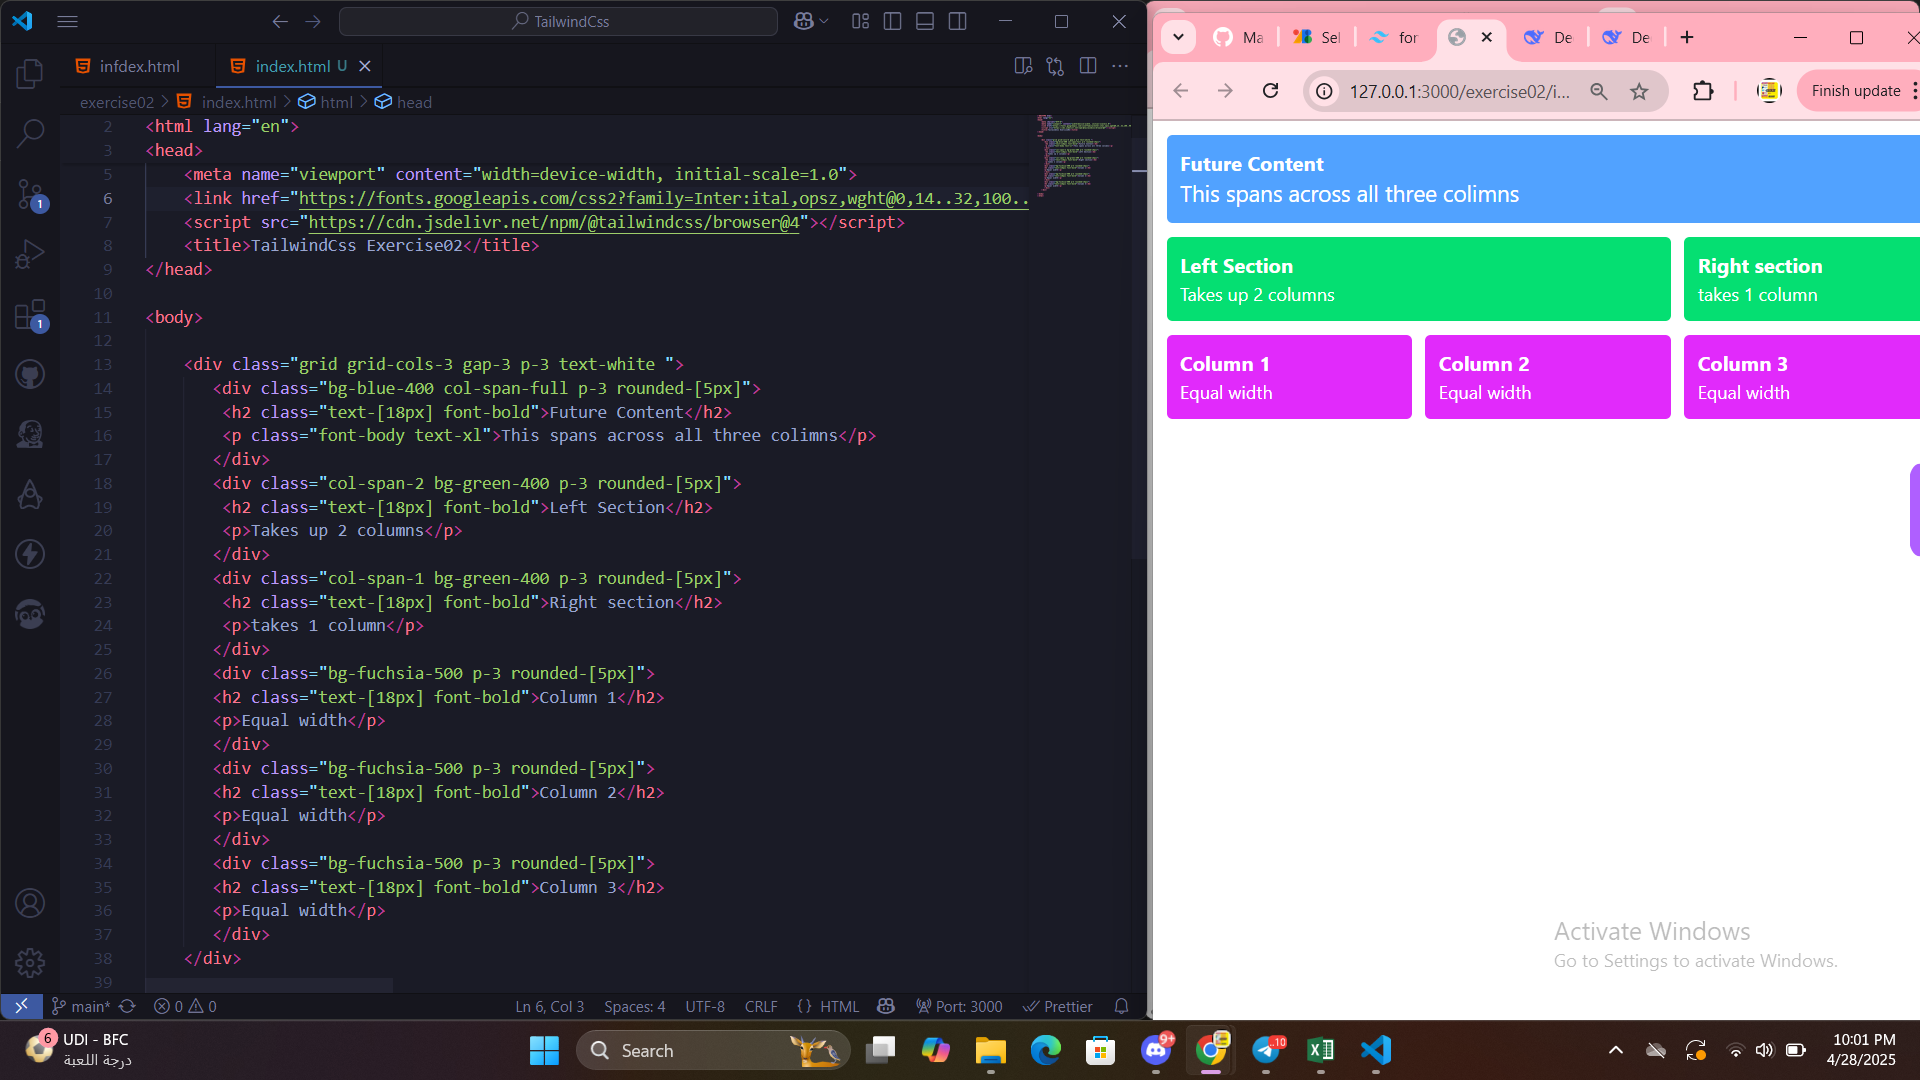 TailwindCss
infdex.html
index.html U
exercise02 > index.html > html > head
2 <html lang="en">
3 <head>
5 <meta name="viewport" content="width=device-width, initial-scale=1.0">
6 <link href="https://fonts.googleapis.com/css2?family=Inter:ital,opsz,wght@0,14..32,100..
7 <script src="https://cdn.jsdelivr.net/npm/@tailwindcss/browser@4"></script>
8 <title>TailwindCss Exercise02</title>
9 </head>
10
11 <body>
12
13 <div class="grid grid-cols-3 gap-3 p-3 text-white ">
14 <div class="bg-blue-400 col-span-full p-3 rounded-[5px]">
15 <h2 class="text-[18px] font-bold">Future Content</h2>
16 <p class="font-body text-xl">This spans across all three colimns</p>
17 </div>
18 <div class="col-span-2 bg-green-400 p-3 rounded-[5px]">
19 <h2 class="text-[18px] font-bold">Left Section</h2>
20 <p>Takes up 2 columns</p>
21 </div>
22 <div class="col-span-1 bg-green-400 p-3 rounded-[5px]">
23 <h2 class="text-[18px] font-bold">Right section</h2>
24 <p>takes 1 column</p>
25 </div>
26 <div class="bg-fuchsia-500 p-3 rounded-[5px]">
27 <h2 class="text-[18px] font-bold">Column 1</h2>
28 <p>Equal width</p>
29 </div>
30 <div class="bg-fuchsia-500 p-3 rounded-[5px]">
31 <h2 class="text-[18px] font-bold">Column 2</h2>
32 <p>Equal width</p>
33 </div>
34 <div class="bg-fuchsia-500 p-3 rounded-[5px]">
35 <h2 class="text-[18px] font-bold">Column 3</h2>
36 <p>Equal width</p>
37 </div>
38 </div>
39
1
1
main* 0 0 Ln 6, Col 3 Spaces: 4 UTF-8 CRLF {} HTML Port: 3000 Prettier
Ma Sel for De De
127.0.0.1:3000/exercise02/i... Finish update
Future Content
This spans across all three colimns
Left Section
Takes up 2 columns
Right section
takes 1 column
Column 1
Equal width
Column 2
Equal width
Column 3
Equal width
Activate Windows
Go to Settings to activate Windows.
6
UDI - BFC
درجة اللعبة
Search
9+
10
10:01 PM
4/28/2025